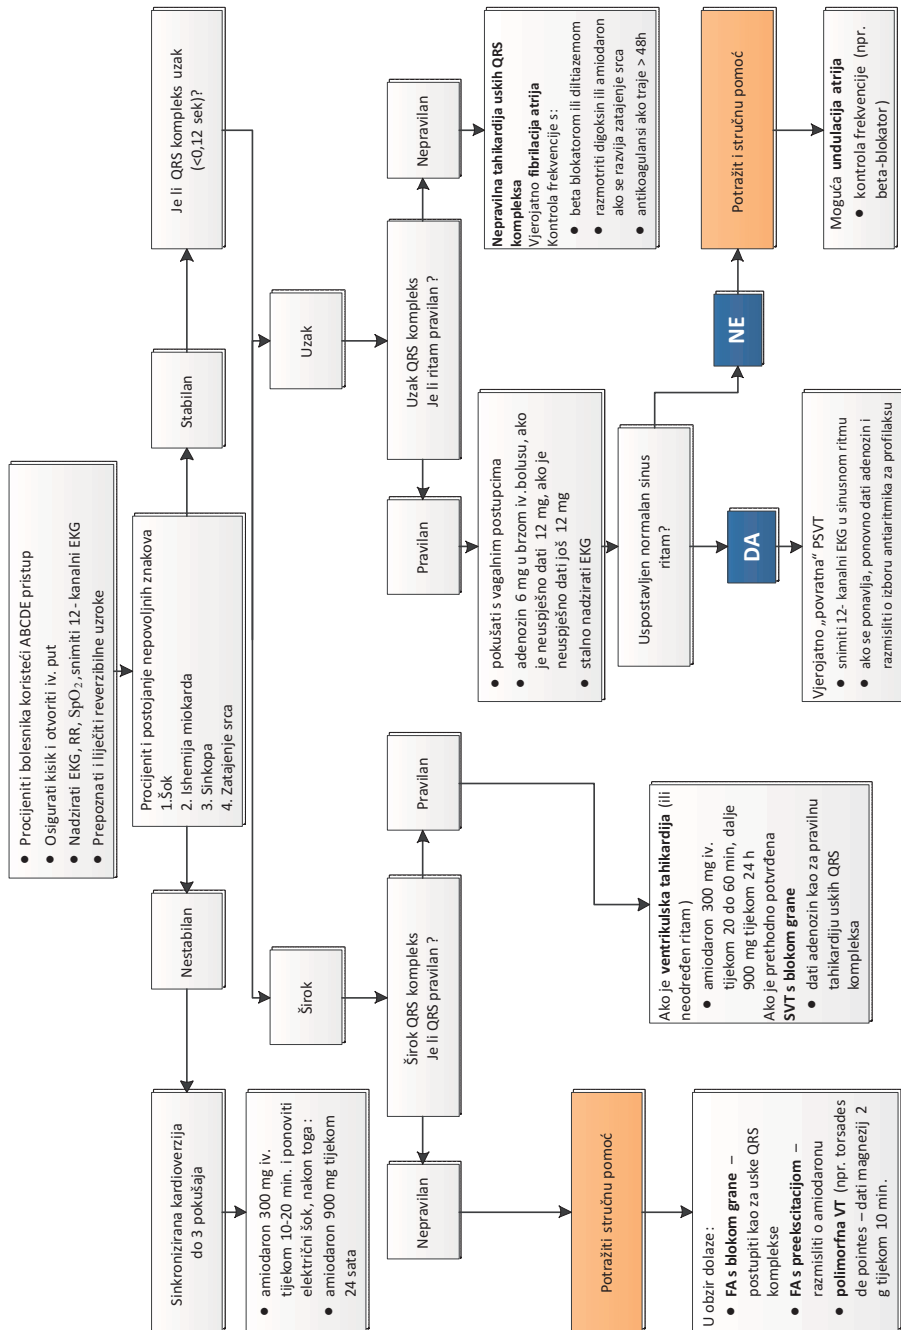 ● Procijeniti bolesnika koristeći ABCDE pristup
● Osigurati kisik i otvoriti iv. put
● Nadzirati EKG, RR, SpO₂, snimiti 12- kanalni EKG
● Prepoznati i liječiti reverzibilne uzroke
Procijeniti postojanje nepovoljnih znakova
1.Šok
2. Ishemija miokarda
3. Sinkopa
4. Zatajenje srca
Nestabilan
Stabilan
Sinkronizirana kardioverzija
do 3 pokušaja
● amiodaron 300 mg iv.
tijekom 10-20 min. i ponoviti
električni šok, nakon toga :
● amiodaron 900 mg tijekom
24 sata
Je li QRS kompleks uzak
(<0,12 sek)?
Širok
Uzak
Širok QRS kompleks
Je li QRS pravilan ?
Uzak QRS kompleks
Je li ritam pravilan ?
Nepravilan
Pravilan
Pravilan
Nepravilan
Potražiti stručnu pomoć
U obzir dolaze :
● FA s blokom grane –
postupiti kao za uske QRS
komplekse
● FA s preekscitacijom –
razmisliti o amiodaronu
● polimorfna VT (npr. torsades
de pointes – dati magnezij 2
g tijekom 10 min.
Ako je ventrikulska tahikardija (ili
neodređen ritam)
● amiodaron 300 mg iv.
tijekom 20 do 60 min, dalje
900 mg tijekom 24 h
Ako je prethodno potvrđena
SVT s blokom grane
● dati adenozin kao za pravilnu
tahikardiju uskih QRS
kompleksa
● pokušati s vagalnim postupcima
● adenozin 6 mg u brzom iv. bolusu, ako
je neuspješno dati 12 mg, ako je
neuspješno dati još 12 mg
● stalno nadzirati EKG
Nepravilna tahikardija uskih QRS
kompleksa
Vjerojatno fibrilacija atrija
Kontrola frekvencije s :
● beta blokatorom ili diltiazemom
● razmotriti digoksin ili amiodaron
ako se razvija zatajenje srca
● antikoagulansi ako traje > 48h
Uspostavljen normalan sinus
ritam?
DA
NE
Potražiti stručnu pomoć
Vjerojatno „povratna“ PSVT
● snimiti 12- kanalni EKG u sinusnom ritmu
● ako se ponavlja, ponovno dati adenozin i
razmisliti o izboru antiaritmika za profilaksu
Moguća undulacija atrija
● kontrola frekvencije (npr.
beta-blokator)